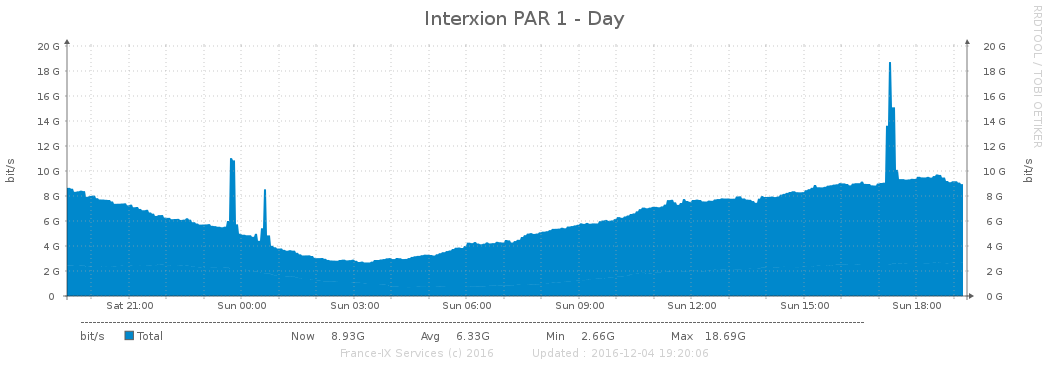 Interxion PAR 1 - Day
RRDTOOL / TOBI OETIKER
bit/s
bit/s
20 G 20 G
18 G 18 G
16 G 16 G
14 G 14 G
12 G 12 G
10 G 10 G
8 G 8 G
6 G 6 G
4 G 4 G
2 G 2 G
0 0 G
Sat 21:00 Sun 00:00 Sun 03:00 Sun 06:00 Sun 09:00 Sun 12:00 Sun 15:00 Sun 18:00
bit/s Total Now 8.93G Avg 6.33G Min 2.66G Max 18.69G
France-IX Services (c) 2016 Updated : 2016-12-04 19:20:06